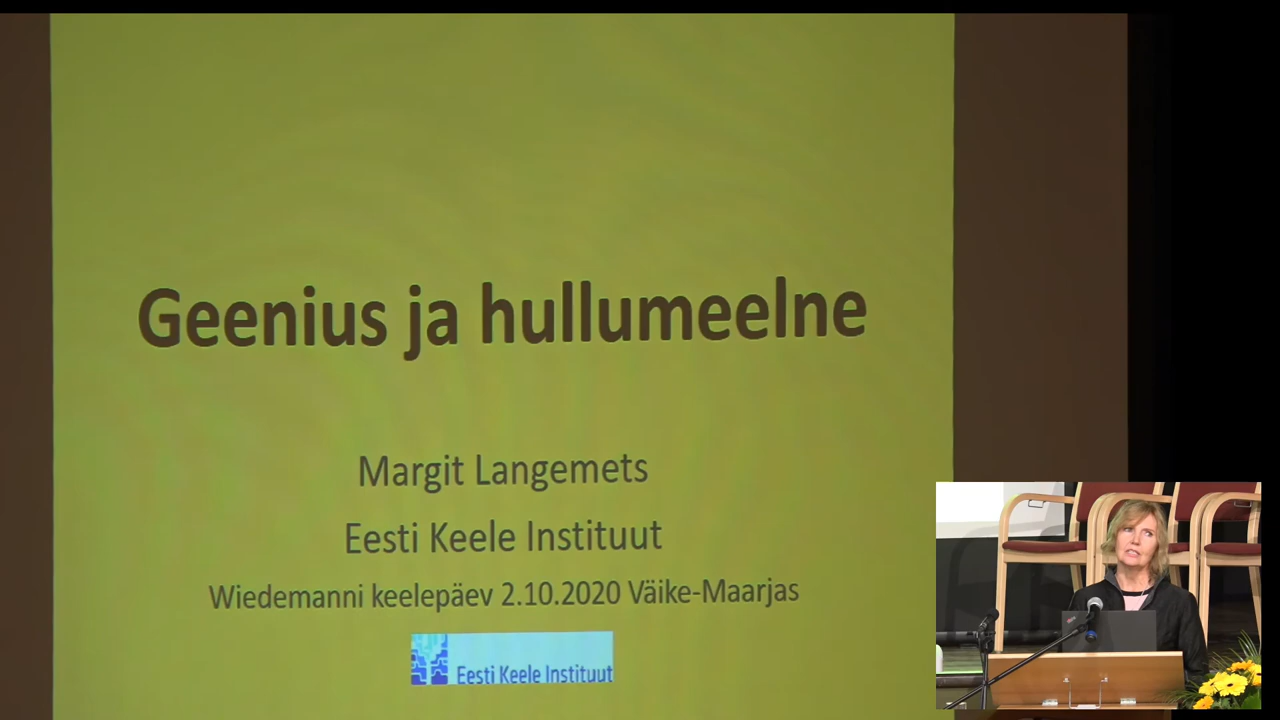 Geenius ja hullumeelne
Margit Langemets
Eesti Keele Instituut
Wiedemanni keelepäev 2.10.2020 Väike-Maarjas
Eesti Keele Instituut